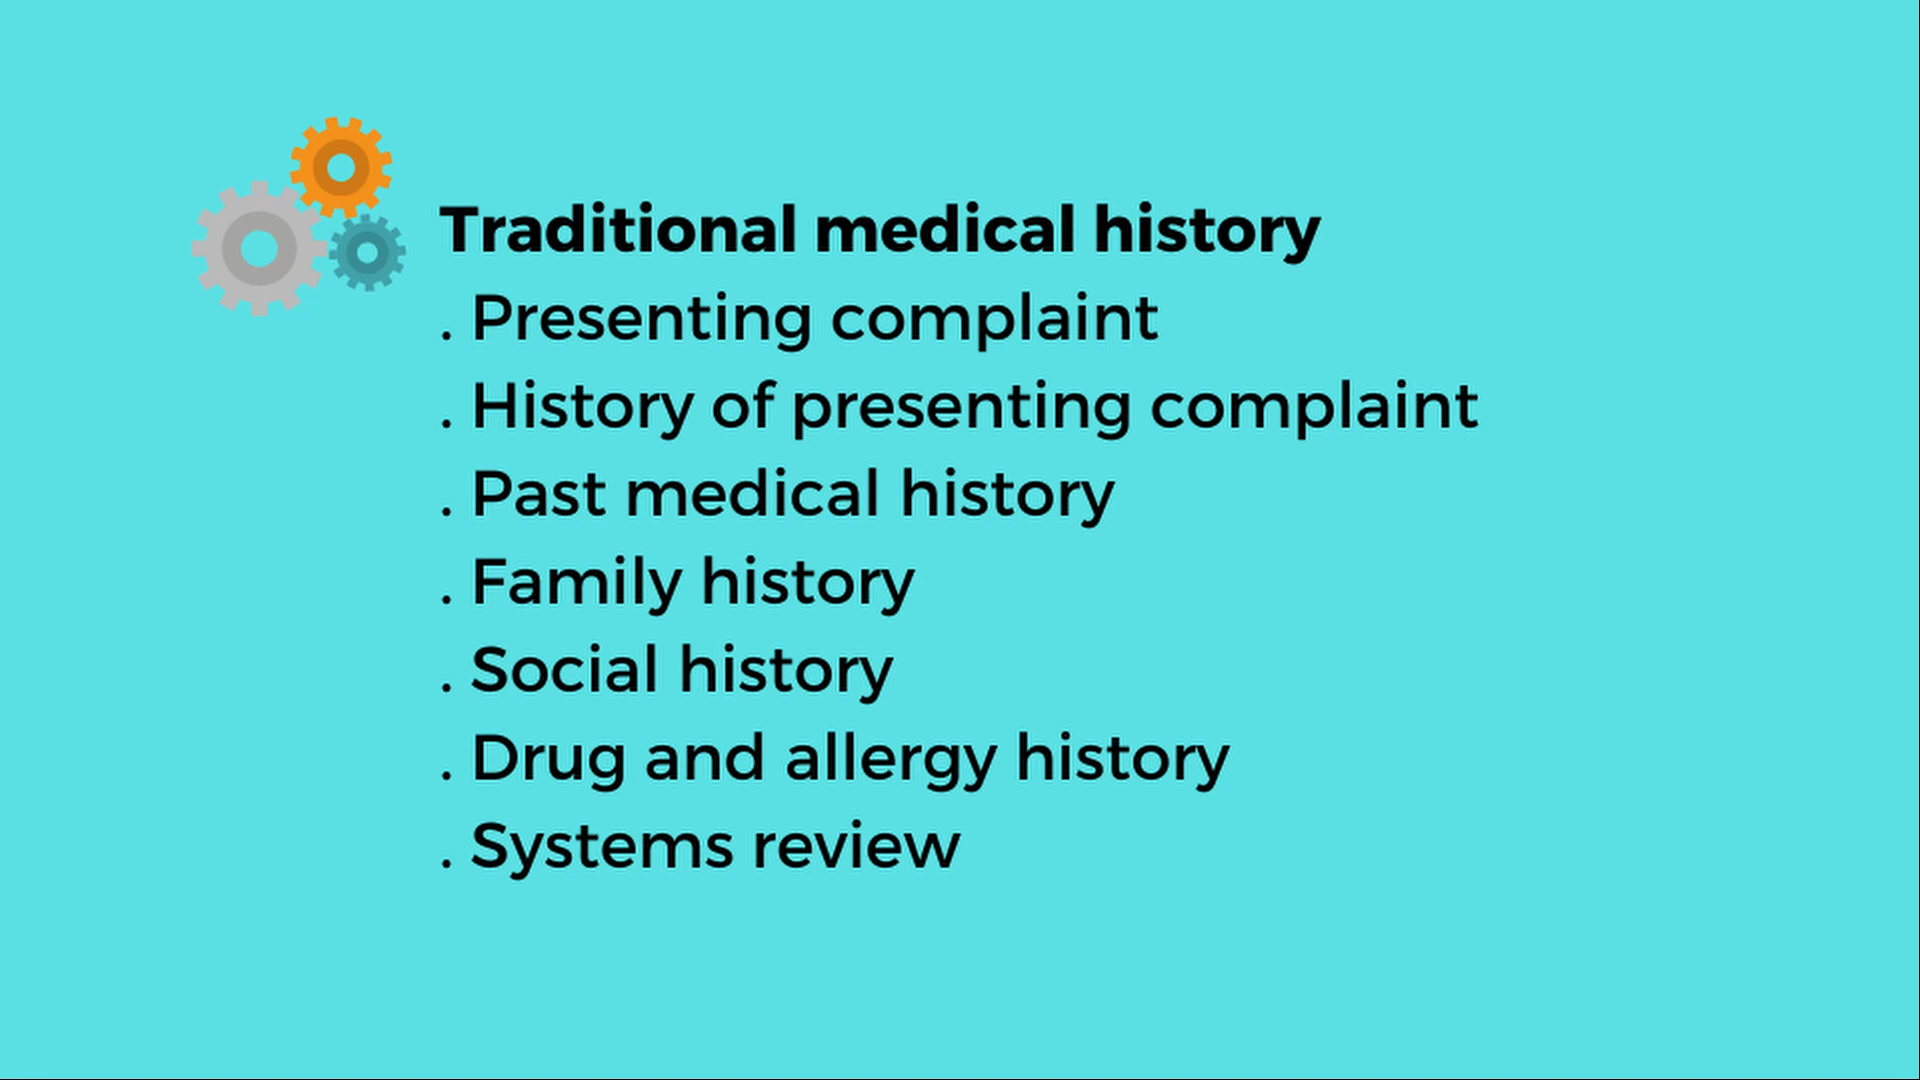 Traditional medical history
. Presenting complaint
. History of presenting complaint
. Past medical history
. Family history
. Social history
. Drug and allergy history
. Systems review